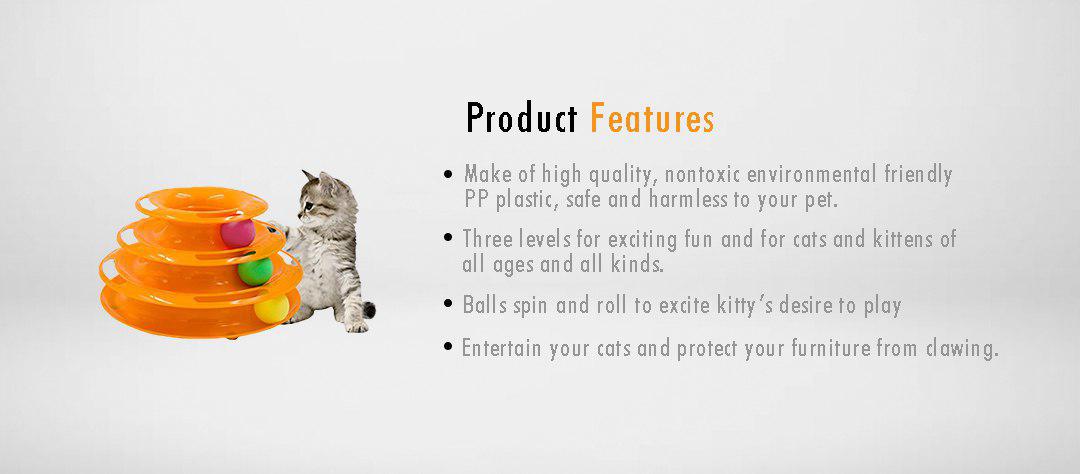 Product Features
• Make of high quality, nontoxic environmental friendly
PP plastic, safe and harmless to your pet.
• Three levels for exciting fun and for cats and kittens of
all ages and all kinds.
• Balls spin and roll to excite kitty's desire to play
• Entertain your cats and protect your furniture from clawing.